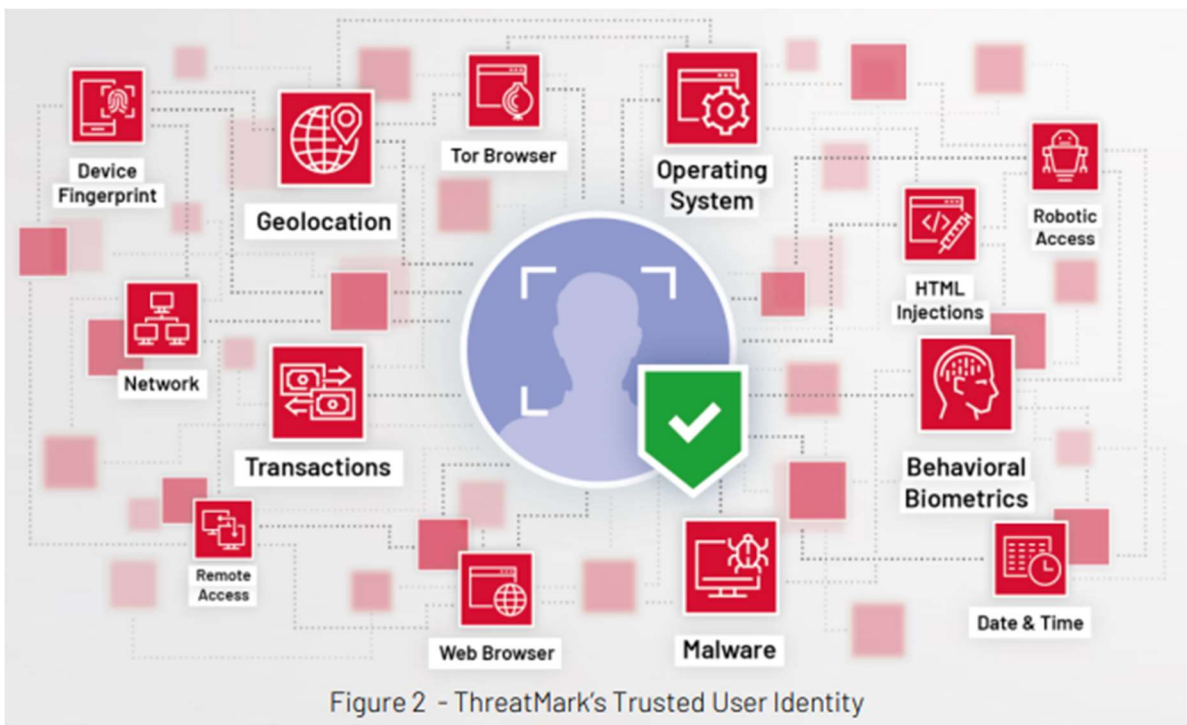 Device
Fingerprint
Geolocation
Tor Browser
Operating
System
Robotic
Access
HTML
Injections
Network
Transactions
Behavioral
Biometrics
Remote
Access
Web Browser
Malware
Date & Time
Figure 2 - ThreatMark's Trusted User Identity